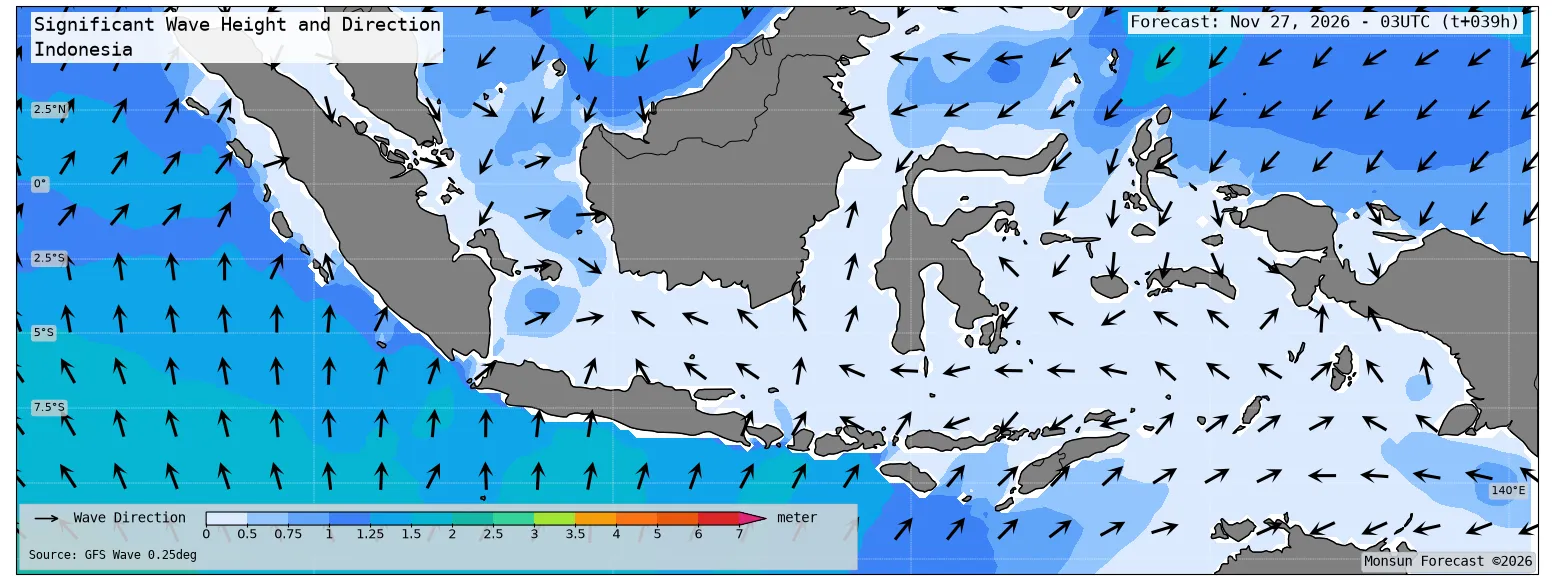 Significant Wave Height and Direction
Indonesia
Forecast: Nov 27, 2026 - 03UTC (t+039h)
2.5°N
0°
2.5°S
5°S
7.5°S
140°E
Wave Direction
0 0.5 0.75 1 1.25 1.5 2 2.5 3 3.5 4 5 6 7
meter
Source: GFS Wave 0.25deg
Monsun Forecast ©2026